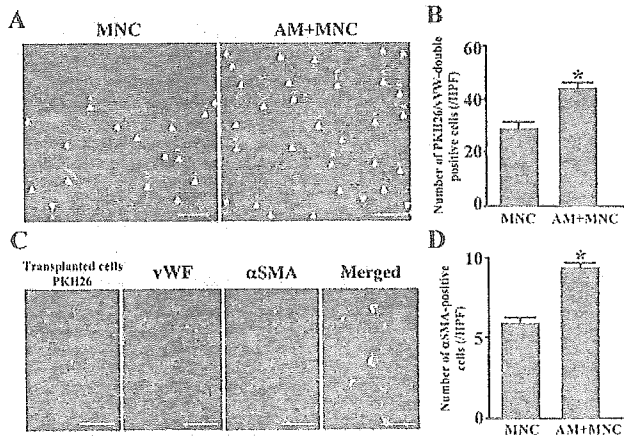 A
MNC
AM+MNC
B
Number of PKH26/vVW-double
positive cells (/HPF)
60
40
20
0
*
MNC
AM+MNC
C
Transplanted cells
PKH26
vWF
αSMA
Merged
D
Number of αSMA-positive
cells (/HPF)
10
5
0
*
MNC
AM+MNC